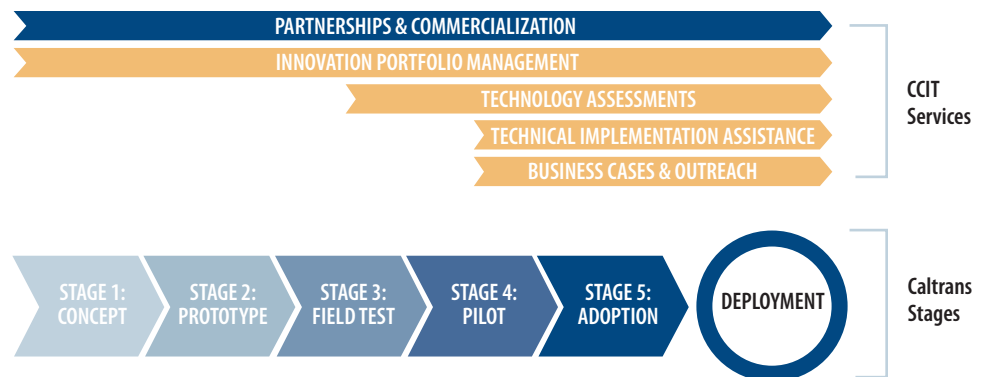 PARTNERSHIPS & COMMERCIALIZATION
INNOVATION PORTFOLIO MANAGEMENT
TECHNOLOGY ASSESSMENTS
TECHNICAL IMPLEMENTATION ASSISTANCE
BUSINESS CASES & OUTREACH
CCIT
Services
STAGE 1:
CONCEPT
STAGE 2:
PROTOTYPE
STAGE 3:
FIELD TEST
STAGE 4:
PILOT
STAGE 5:
ADOPTION
DEPLOYMENT
Caltrans
Stages